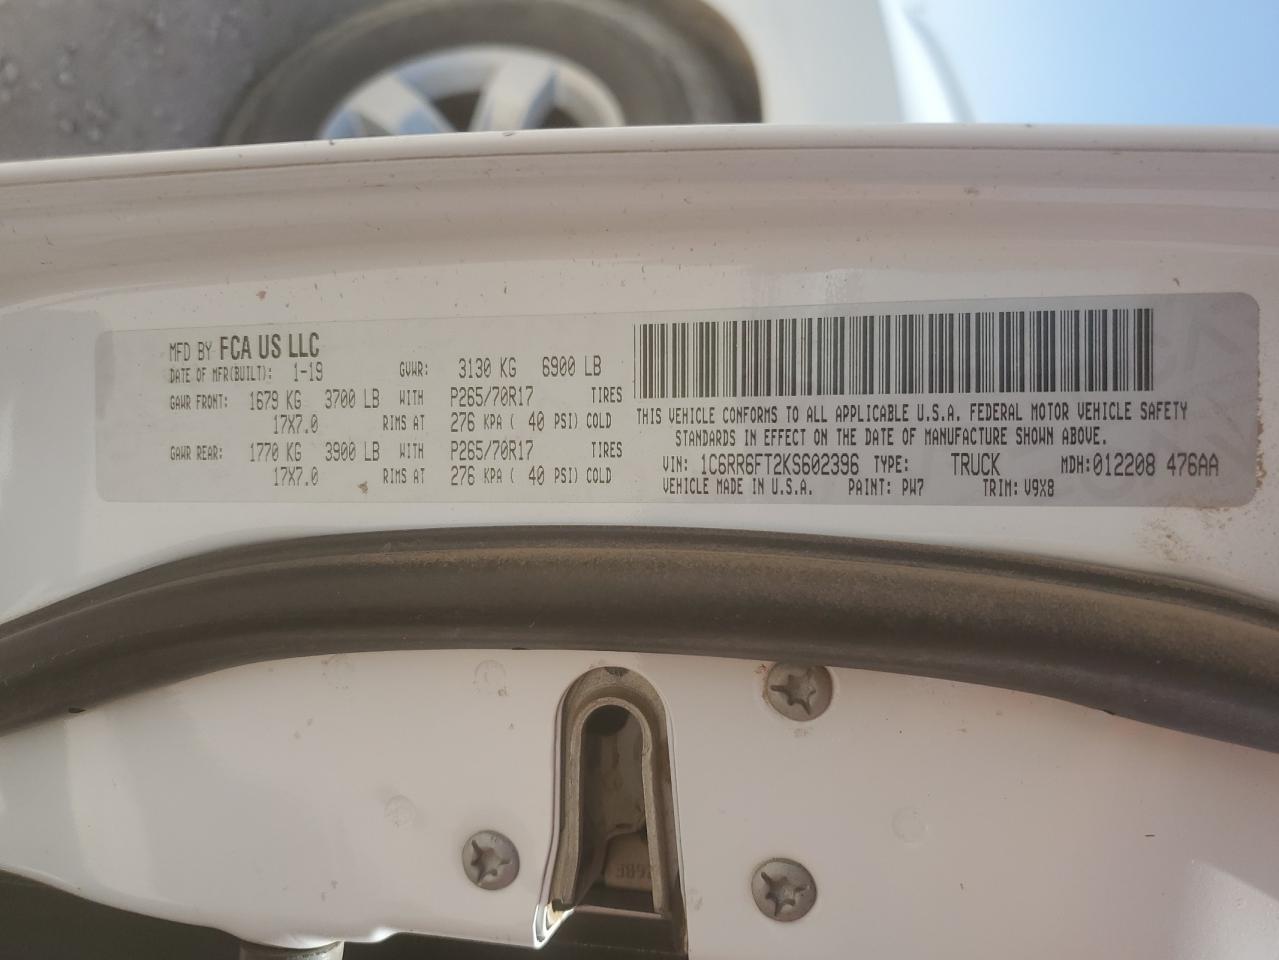 MFD BY FCA US LLC
DATE OF MFR(BUILT): 1-19 GVWR: 3130 KG 6900 LB
GAWR FRONT: 1679 KG 3700 LB WITH P265/70R17 TIRES
17X7.0 RIMS AT 276 KPA ( 40 PSI) COLD
GAWR REAR: 1770 KG 3900 LB WITH P265/70R17 TIRES
17X7.0 RIMS AT 276 KPA ( 40 PSI) COLD
THIS VEHICLE CONFORMS TO ALL APPLICABLE U.S.A. FEDERAL MOTOR VEHICLE SAFETY
STANDARDS IN EFFECT ON THE DATE OF MANUFACTURE SHOWN ABOVE.
VIN: 1C6RR6FT2KS602396 TYPE: TRUCK MDH:012208 476AA
VEHICLE MADE IN U.S.A. PAINT: PW7 TRIM: V9X8